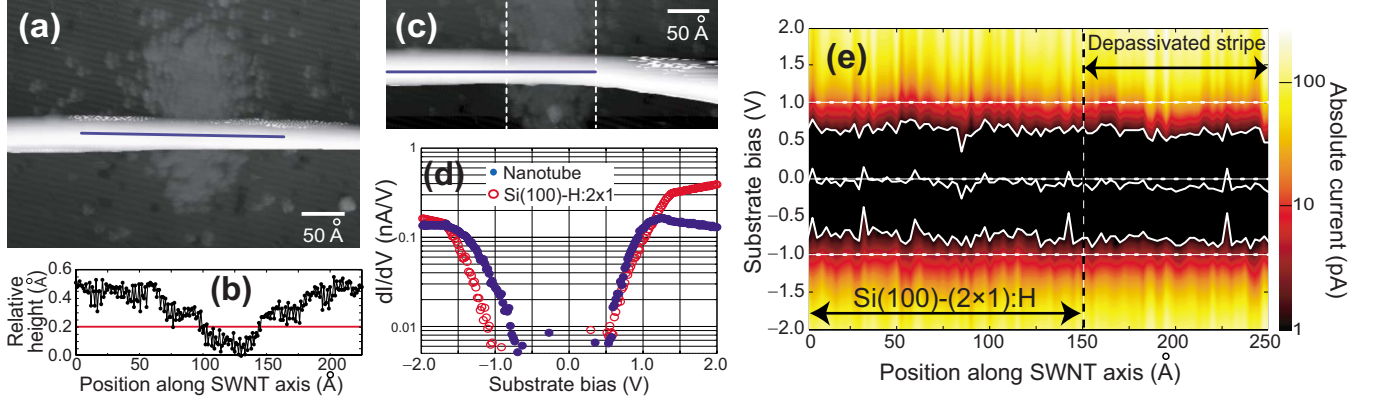 (a)
50 Å
(b)
Relative
height (Å)
0.6
0.4
0.2
0.0
0
50
100
150
200
Position along SWNT axis (Å)
(c)
50 Å
(d)
Nanotube
Si(100)-H:2x1
dI/dV (nA/V)
1
0.1
0.01
−2.0
−1.0
0.0
1.0
2.0
Substrate bias (V)
(e)
Depassivated stripe
Si(100)-(2×1):H
Substrate bias (V)
2.0
1.5
1.0
0.5
0.0
−0.5
−1.0
−1.5
−2.0
0
50
100
150
200
250
Position along SWNT axis (Å)
100
10
1
Absolute current (pA)